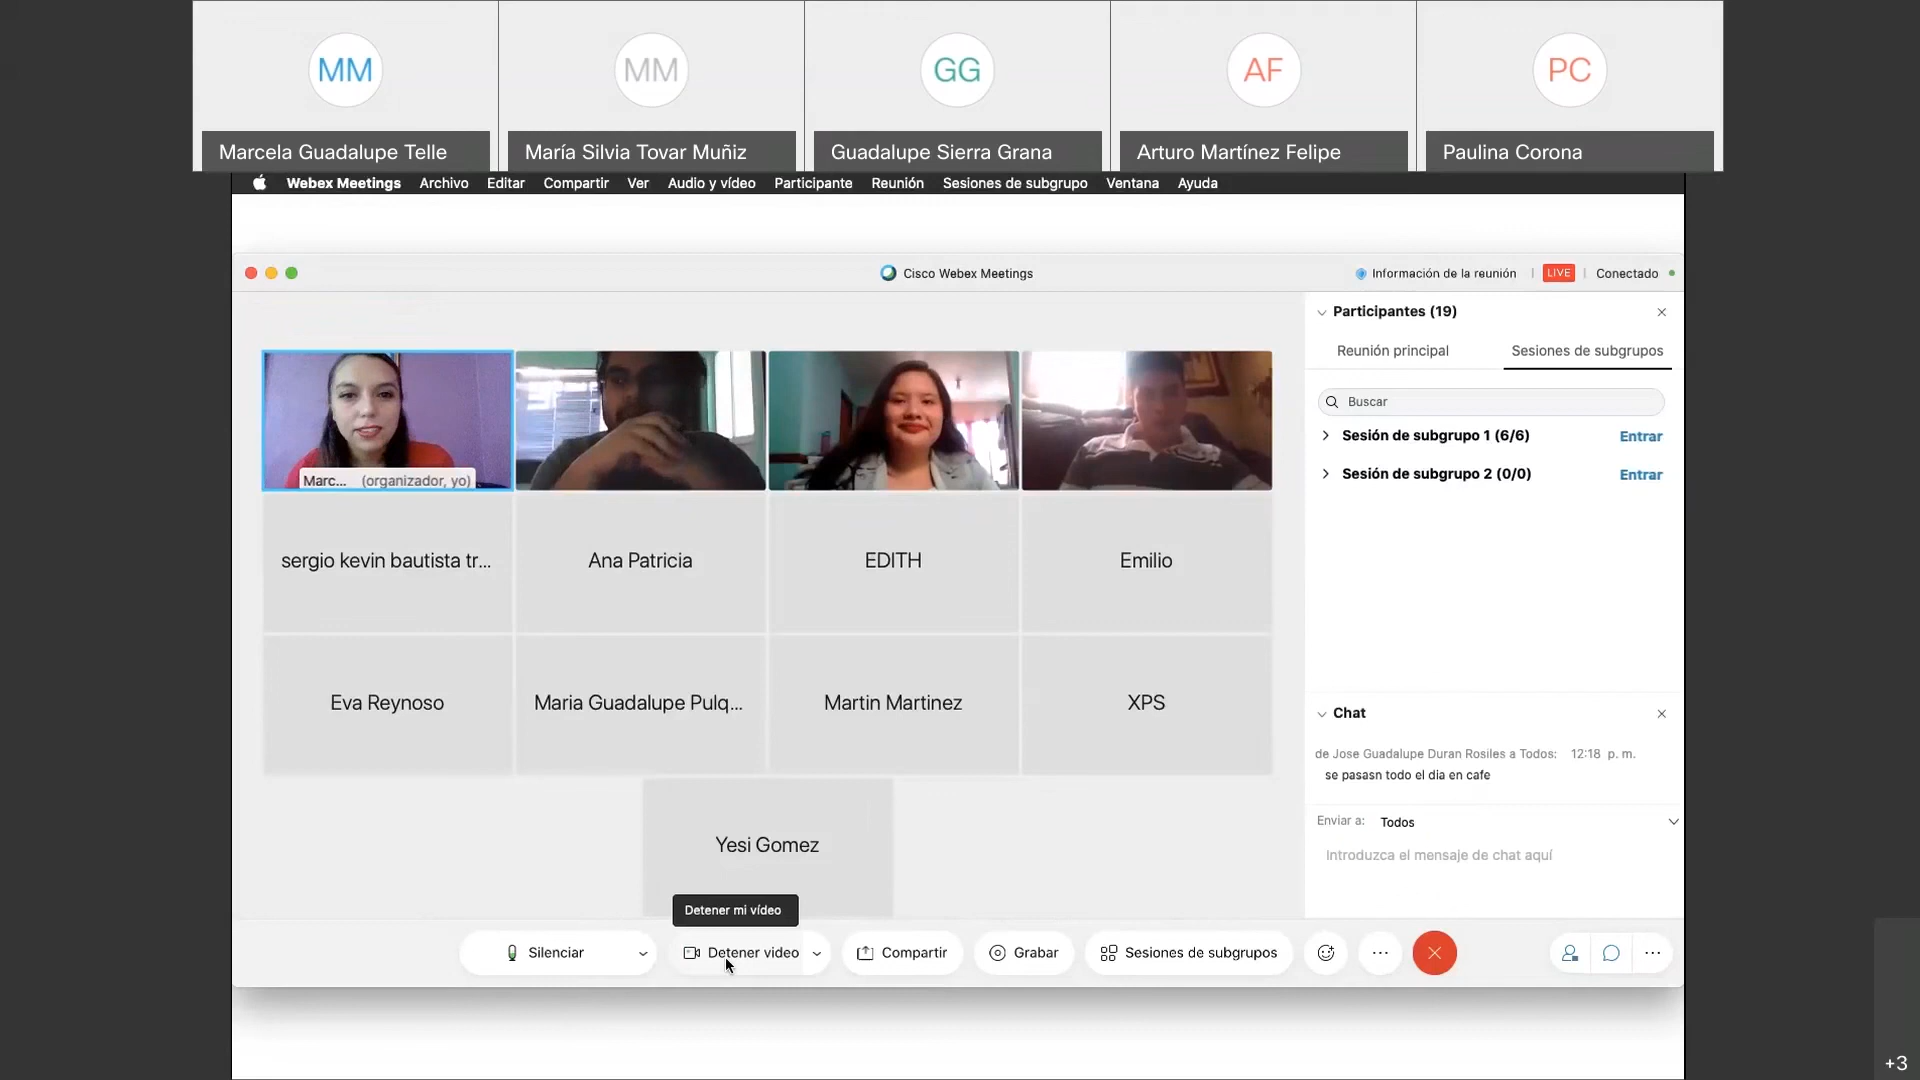 MM
MM
GG
AF
PC
Marcela Guadalupe Telle
María Silvia Tovar Muñiz
Guadalupe Sierra Grana
Arturo Martínez Felipe
Paulina Corona
Webex Meetings Archivo Editar Compartir Ver Audio y vídeo Participante Reunión Sesiones de subgrupo Ventana Ayuda
Cisco Webex Meetings
Información de la reunión
LIVE
Conectado
Participantes (19)
Reunión principal
Sesiones de subgrupos
Buscar
Sesión de subgrupo 1 (6/6) Entrar
Sesión de subgrupo 2 (0/0) Entrar
Marc... (organizador, yo)
sergio kevin bautista tr...
Ana Patricia
EDITH
Emilio
Eva Reynoso
Maria Guadalupe Pulq...
Martin Martinez
XPS
Yesi Gomez
Chat
de Jose Guadalupe Duran Rosiles a Todos: 12:18 p. m.
se pasasn todo el dia en cafe
Enviar a: Todos
Introduzca el mensaje de chat aquí
Detener mi vídeo
Silenciar
Detener video
Compartir
Grabar
Sesiones de subgrupos
+3